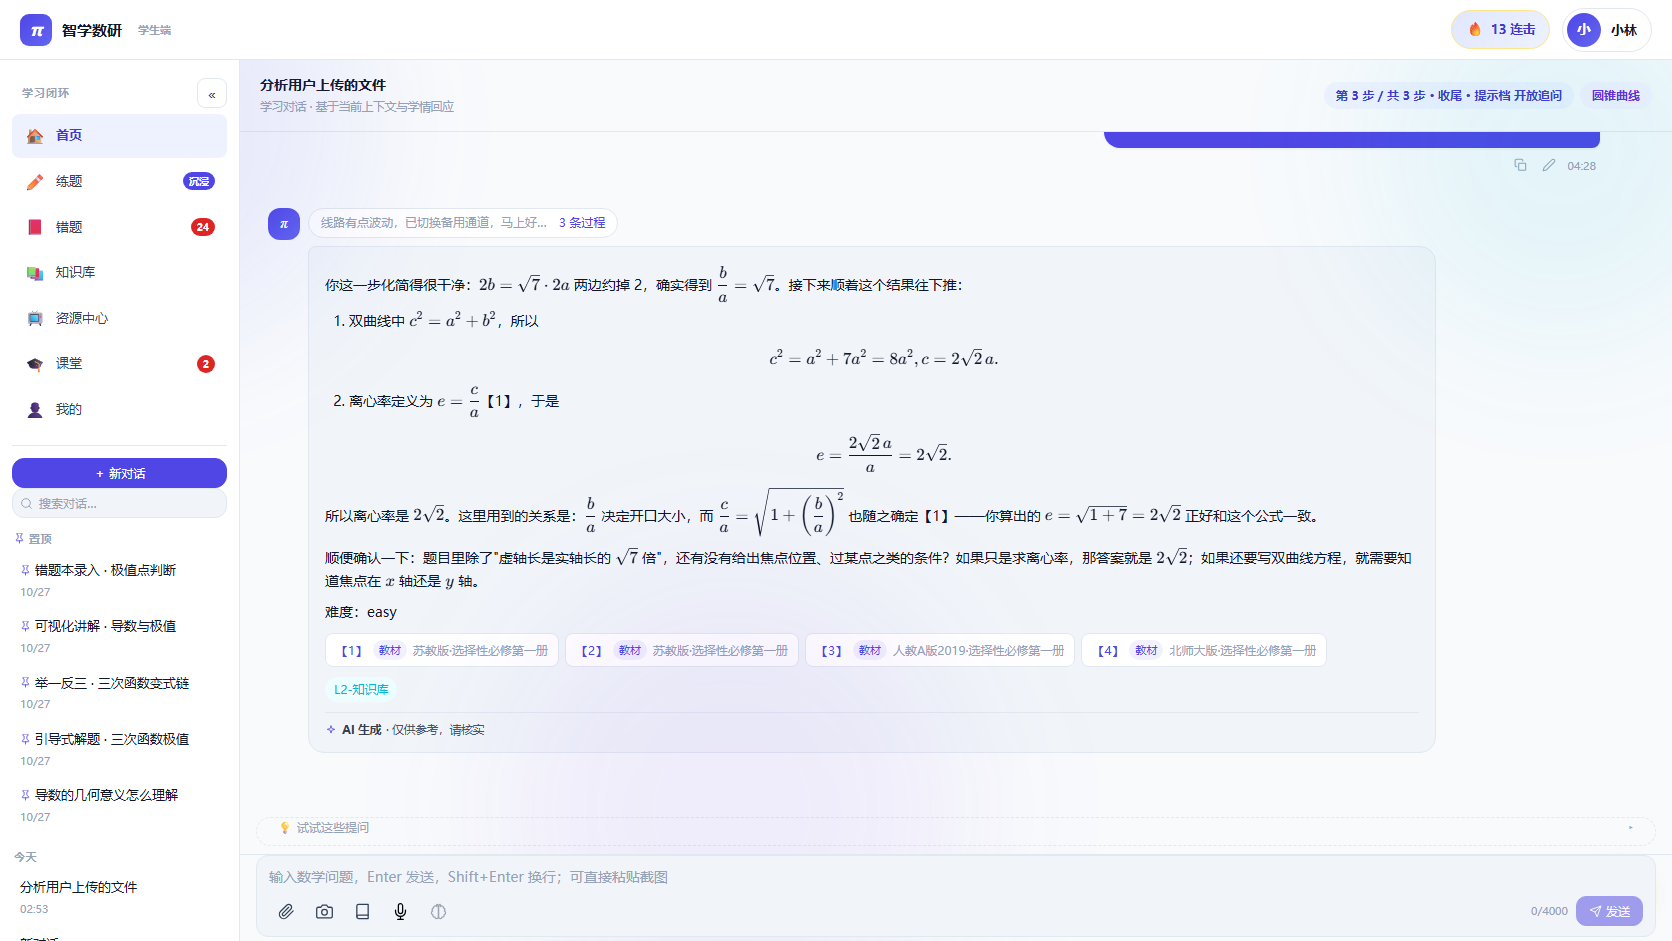 π 智学数研 学生端
🔥 13 连击
小 小林
学习闭环 «
首页
练题 沉浸
错题 24
知识库
资源中心
课堂 2
我的
+ 新对话
搜索对话...
置顶
错题本录入 · 极值点判断
10/27
可视化讲解 · 导数与极值
10/27
举一反三 · 三次函数变式链
10/27
引导式解题 · 三次函数极值
10/27
导数的几何意义怎么理解
10/27
今天
分析用户上传的文件
02:53
分析用户上传的文件
学习对话 · 基于当前上下文与学情回应
第 3 步 / 共 3 步 • 收尾 • 提示档 开放追问 圆锥曲线
04:28
π 线路有点波动，已切换备用通道，马上好... 3 条过程
你这一步化简得很干净：2b = √7 · 2a 两边约掉 2，确实得到 b/a = √7。接下来顺着这个结果往下推：
1. 双曲线中 c² = a² + b²，所以
c² = a² + 7a² = 8a², c = 2√2 a.
2. 离心率定义为 e = c/a【1】，于是
e = 2√2 a/a = 2√2.
所以离心率是 2√2。这里用到的关系是：b/a 决定开口大小，而 c/a = √(1 + (b/a)²) 也随之确定【1】——你算出的 e = √(1 + 7) = 2√2 正好和这个公式一致。
顺便确认一下：题目里除了"虚轴长是实轴长的 √7 倍"，还有没有给出焦点位置、过某点之类的条件？如果只是求离心率，那答案就是 2√2；如果还要写双曲线方程，就需要知
道焦点在 x 轴还是 y 轴。
难度：easy
【1】 教材 苏教版·选择性必修第一册 【2】 教材 苏教版·选择性必修第一册 【3】 教材 人教A版2019·选择性必修第一册 【4】 教材 北师大版·选择性必修第一册
L2-知识库
AI 生成 · 仅供参考，请核实
试试这些提问
输入数学问题，Enter 发送，Shift+Enter 换行；可直接粘贴截图
0/4000 发送